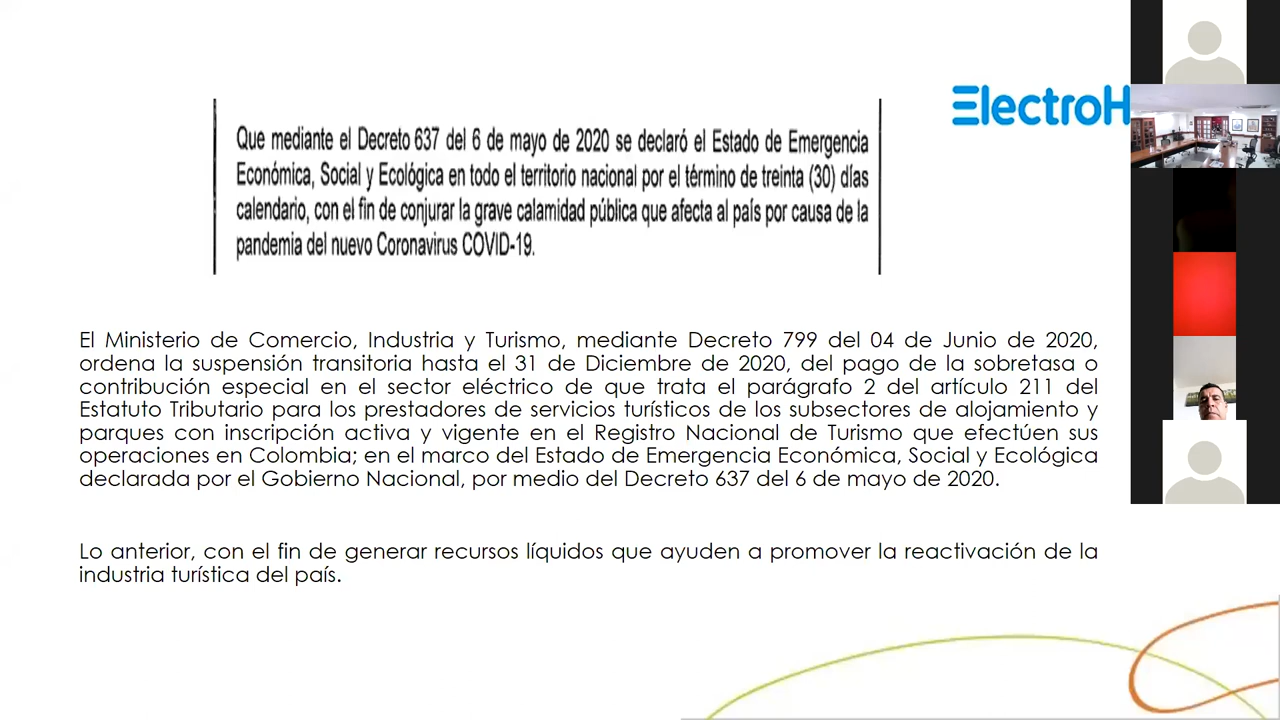 ElectroH
Que mediante el Decreto 637 del 6 de mayo de 2020 se declaró el Estado de Emergencia
Económica, Social y Ecológica en todo el territorio nacional por el término de treinta (30) días
calendario, con el fin de conjurar la grave calamidad pública que afecta al país por causa de la
pandemia del nuevo Coronavirus COVID-19.
El Ministerio de Comercio, Industria y Turismo, mediante Decreto 799 del 04 de Junio de 2020,
ordena la suspensión transitoria hasta el 31 de Diciembre de 2020, del pago de la sobretasa o
contribución especial en el sector eléctrico de que trata el parágrafo 2 del artículo 211 del
Estatuto Tributario para los prestadores de servicios turísticos de los subsectores de alojamiento y
parques con inscripción activa y vigente en el Registro Nacional de Turismo que efectúen sus
operaciones en Colombia; en el marco del Estado de Emergencia Económica, Social y Ecológica
declarada por el Gobierno Nacional, por medio del Decreto 637 del 6 de mayo de 2020.
Lo anterior, con el fin de generar recursos líquidos que ayuden a promover la reactivación de la
industria turística del país.